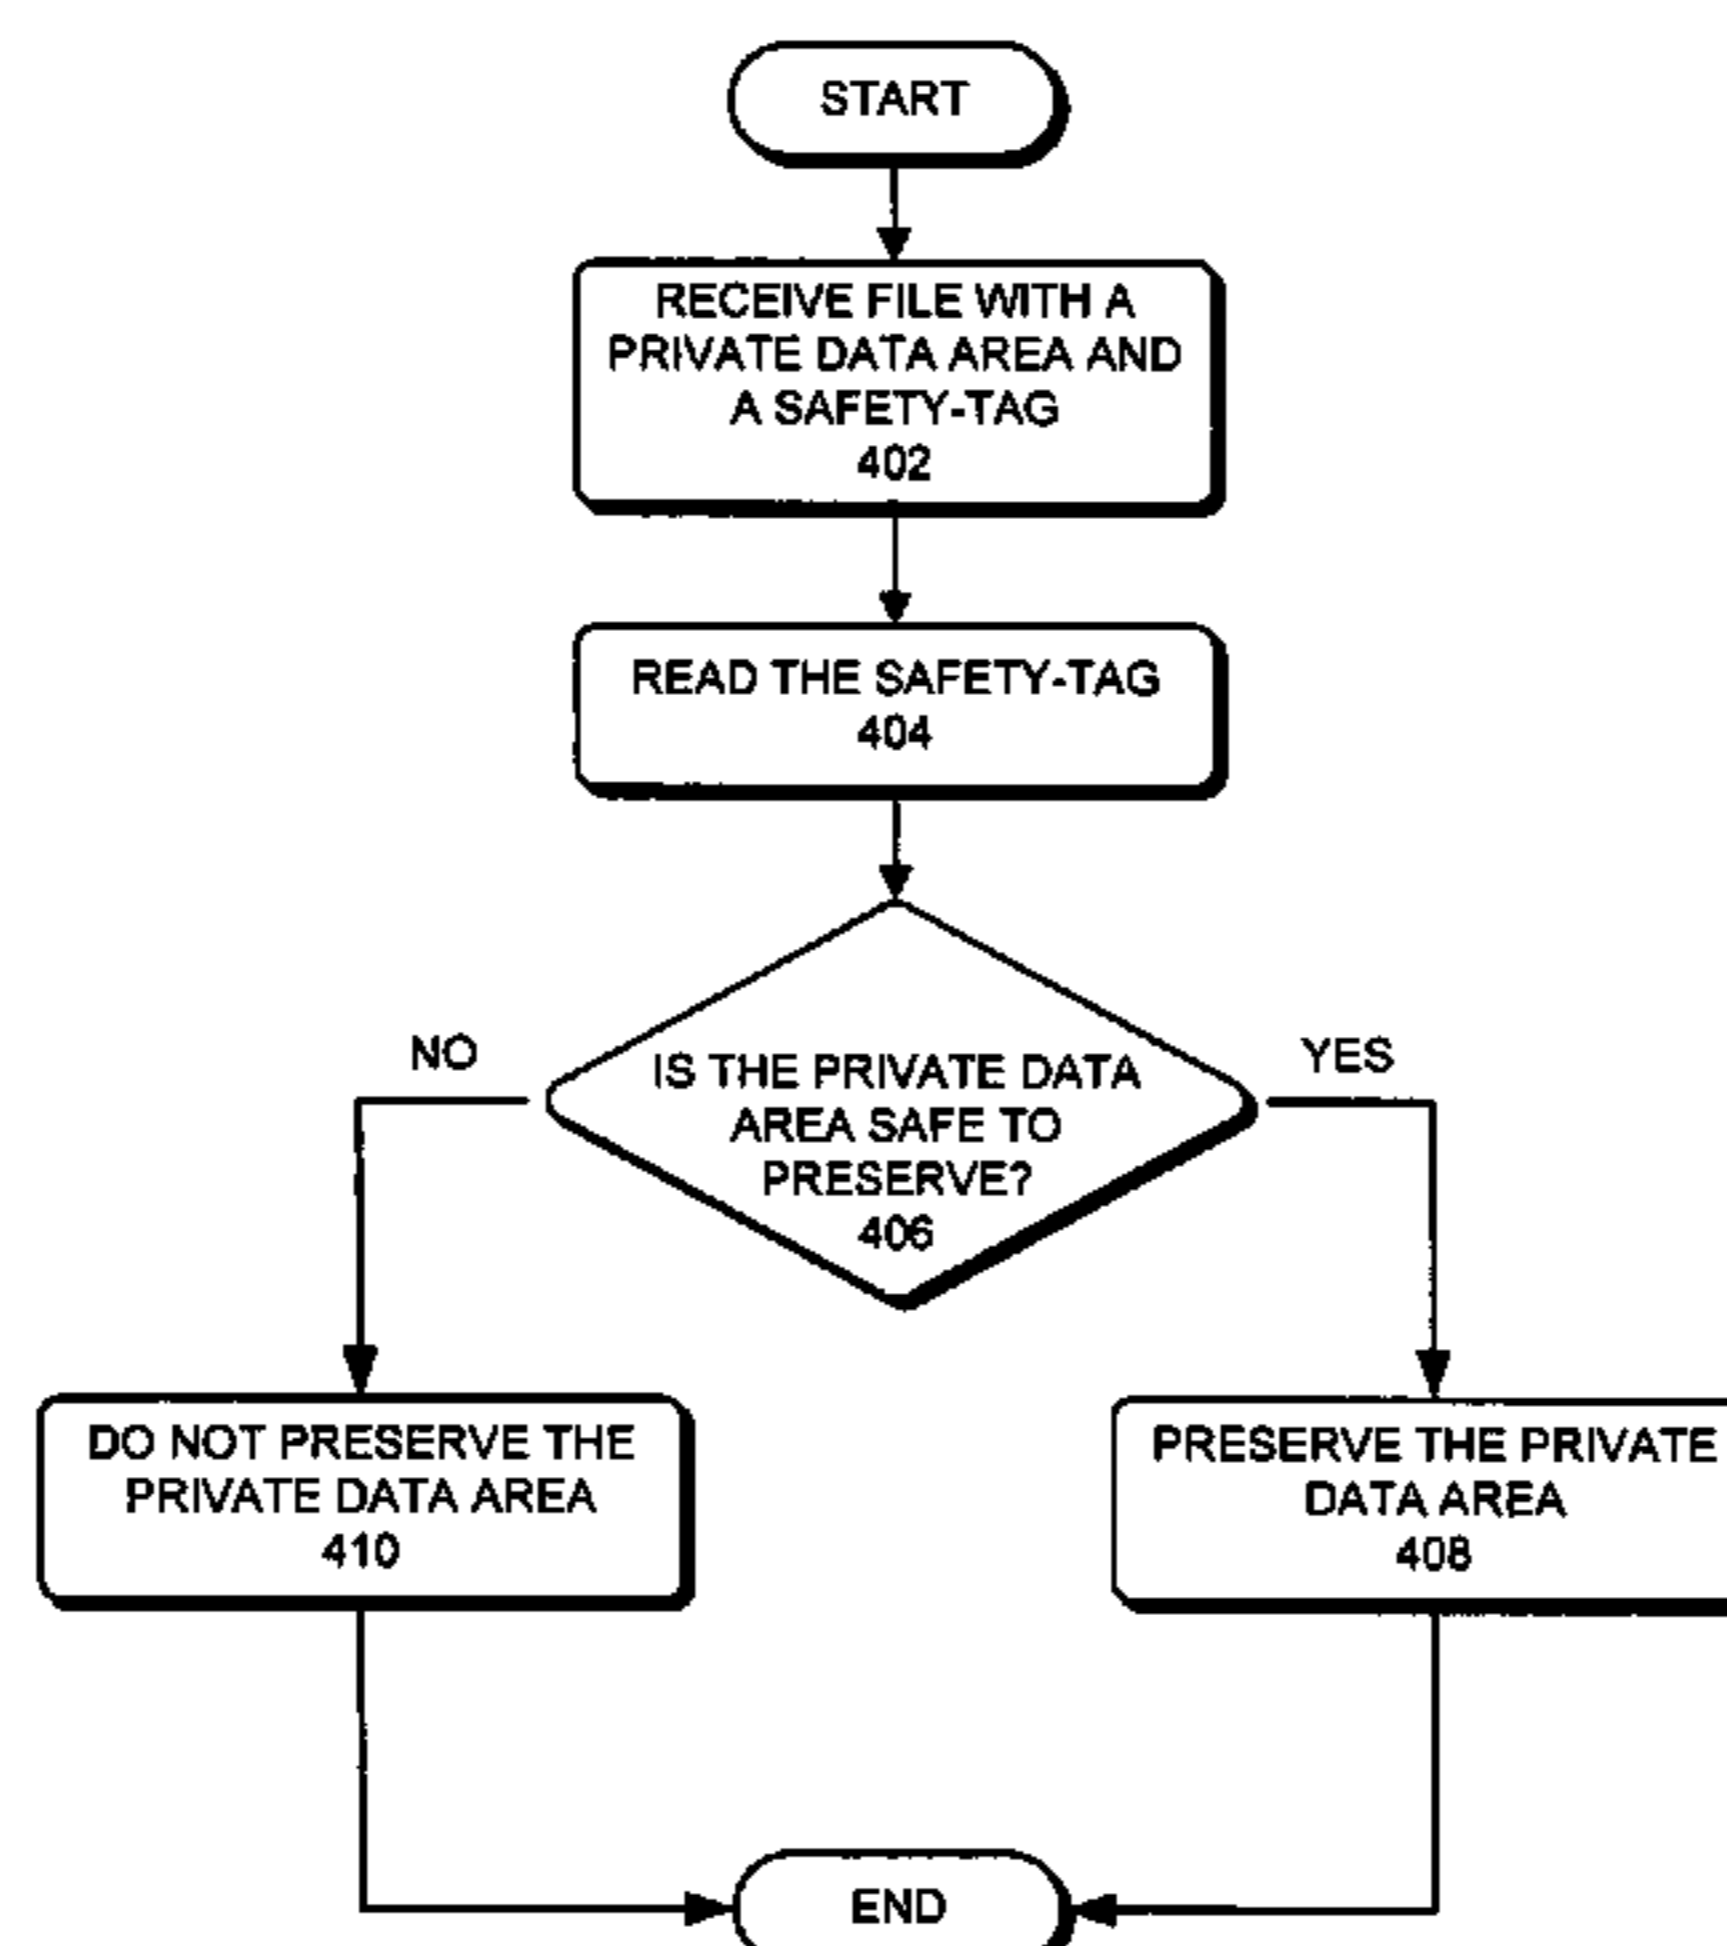 START
RECEIVE FILE WITH A
PRIVATE DATA AREA AND
A SAFETY-TAG
402
READ THE SAFETY-TAG
404
NO
YES
IS THE PRIVATE DATA
AREA SAFE TO
PRESERVE?
406
DO NOT PRESERVE THE
PRIVATE DATA AREA
410
PRESERVE THE PRIVATE
DATA AREA
408
END